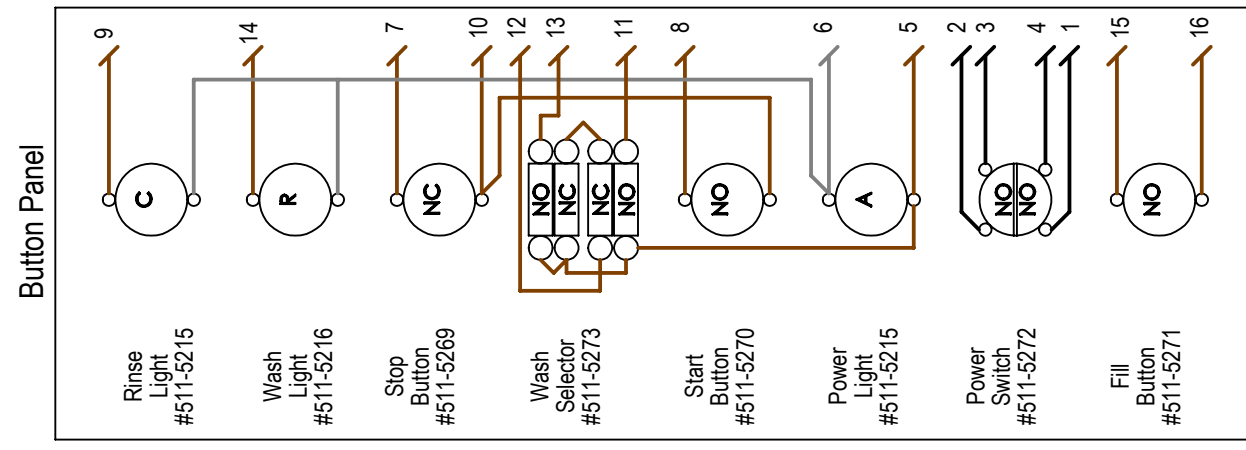 Button Panel
9
14
7
10
12
13
11
8
6
5
2
3
4
1
15
16
C
R
NC
NO
NC
NC
NO
NO
A
NO
NO
NO
Rinse
Light
#511-5215
Wash
Light
#511-5216
Stop
Button
#511-5269
Wash
Selector
#511-5273
Start
Button
#511-5270
Power
Light
#511-5215
Power
Switch
#511-5272
Fill
Button
#511-5271